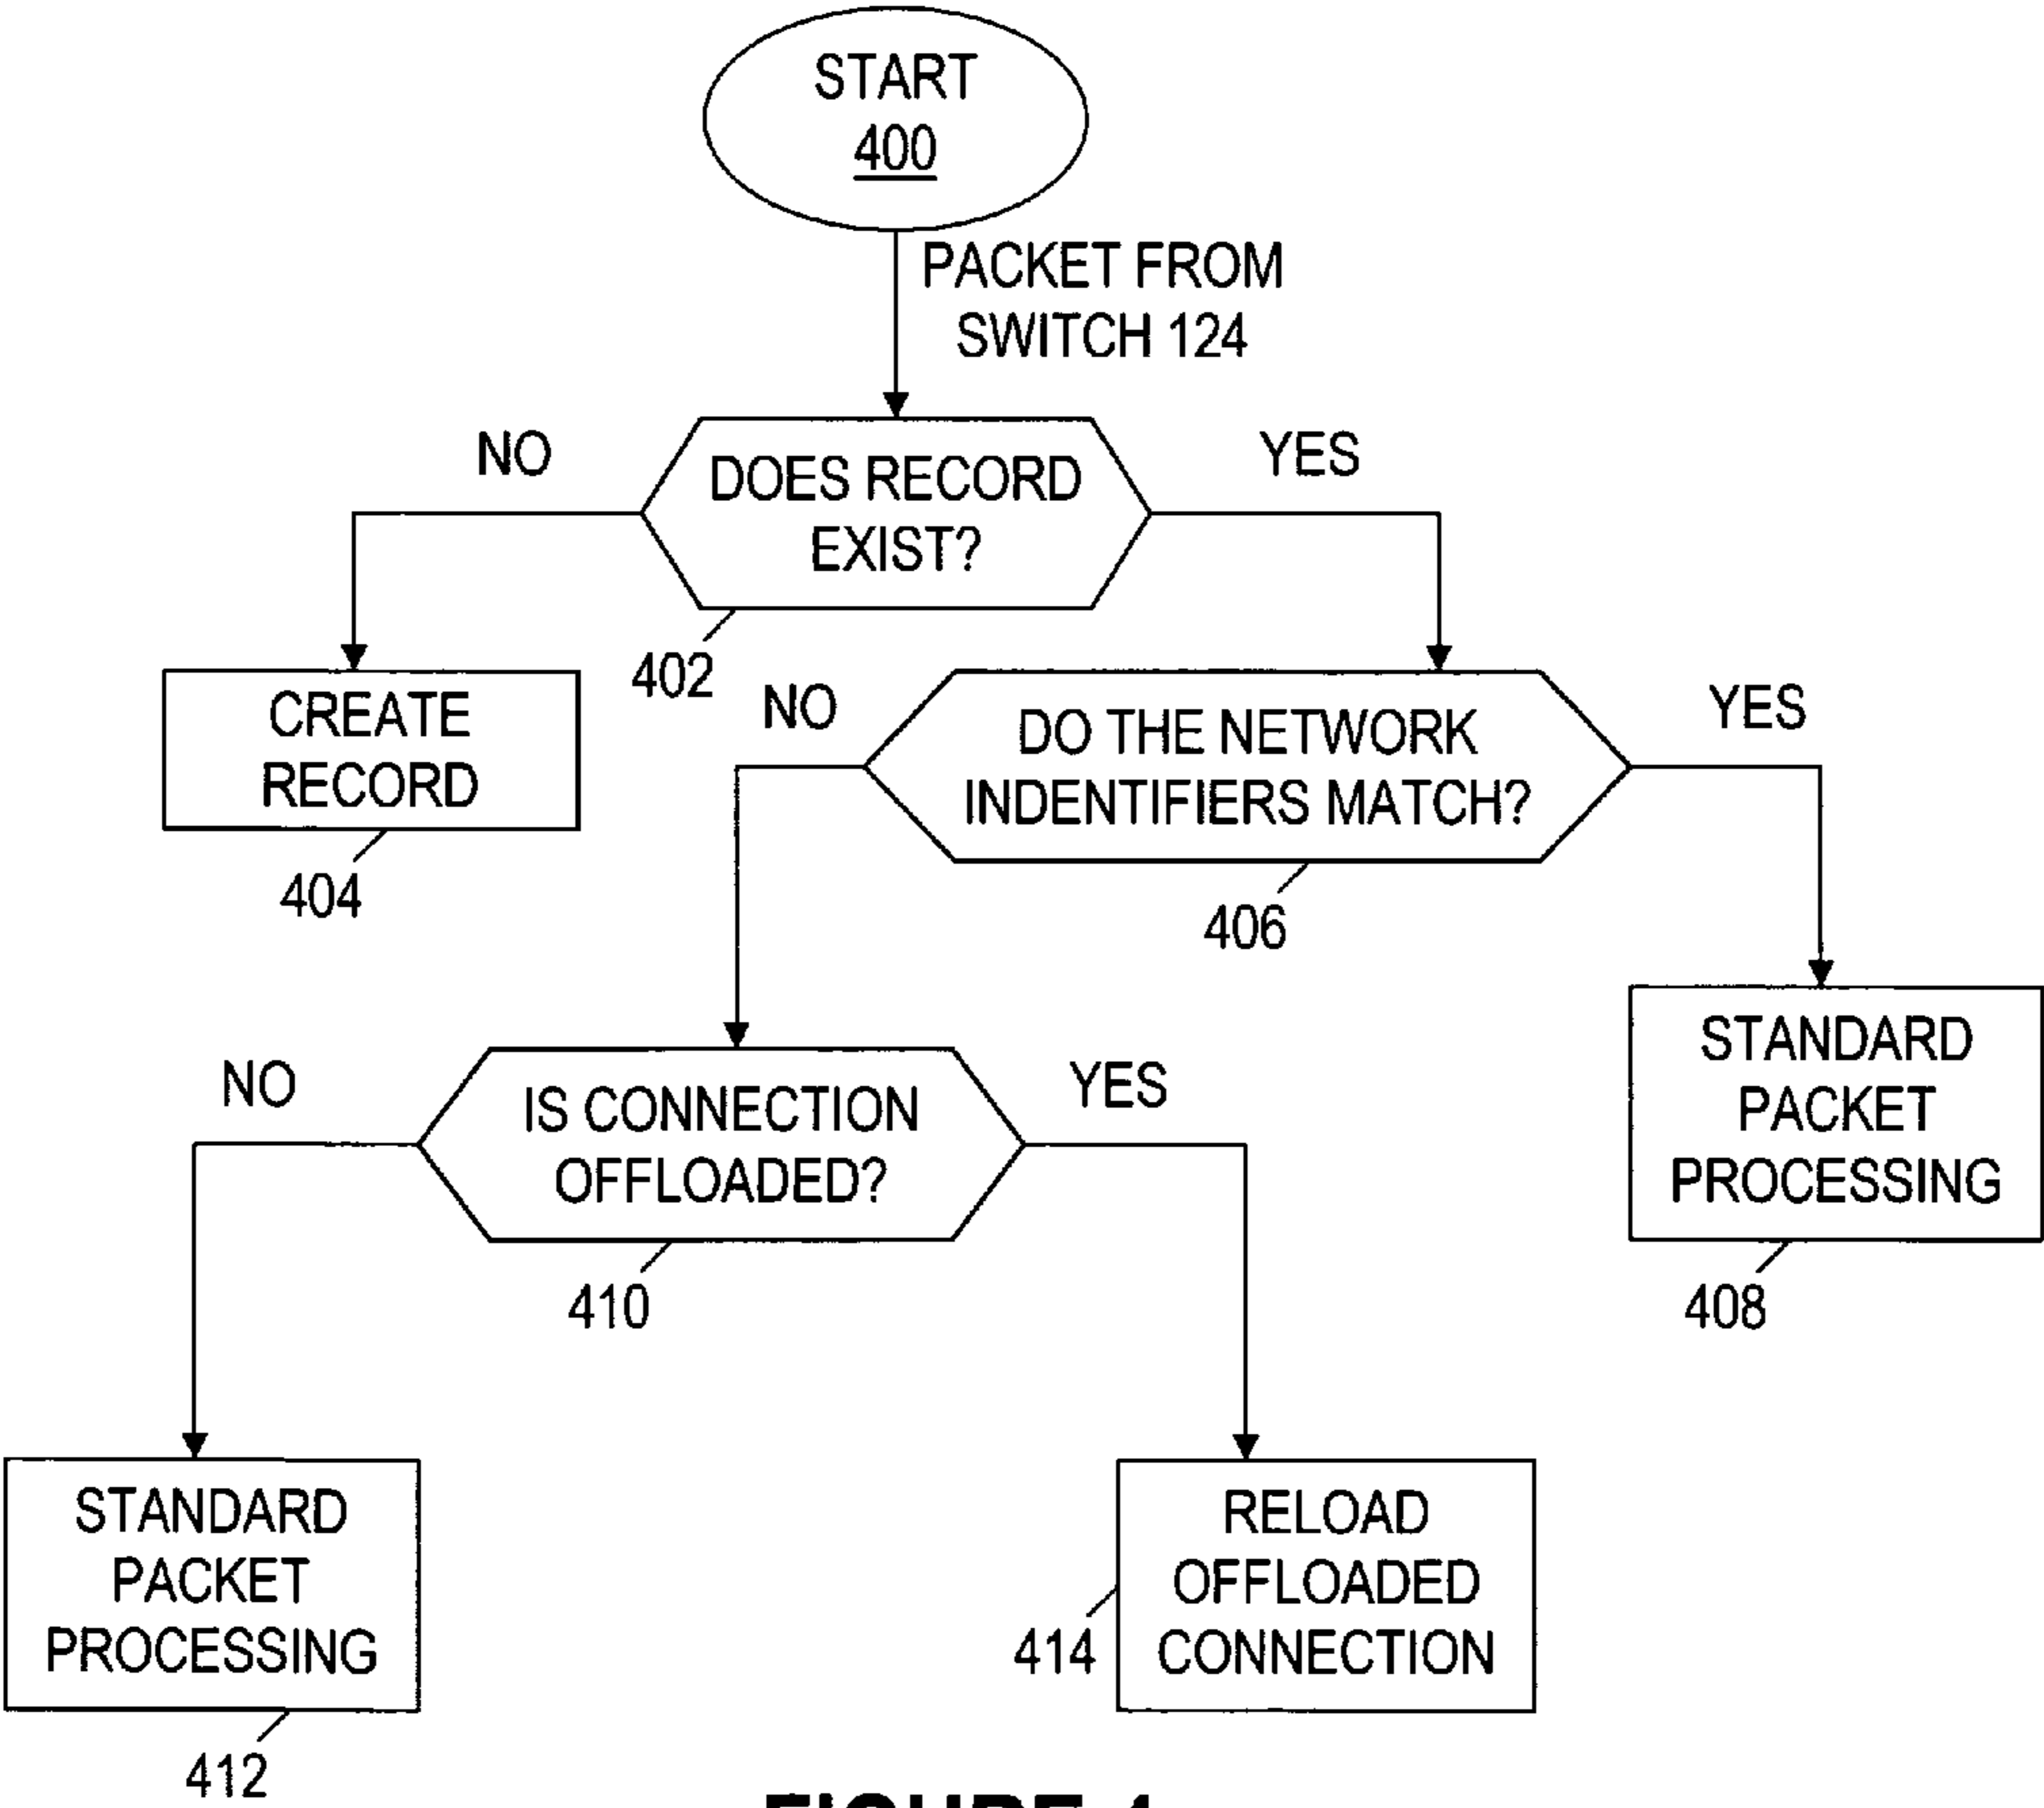 START
400
PACKET FROM
SWITCH 124
NO
YES
DOES RECORD
EXIST?
402
CREATE
RECORD
404
NO
YES
DO THE NETWORK
INDENTIFIERS MATCH?
406
STANDARD
PACKET
PROCESSING
408
NO
YES
IS CONNECTION
OFFLOADED?
410
STANDARD
PACKET
PROCESSING
412
RELOAD
OFFLOADED
CONNECTION
414